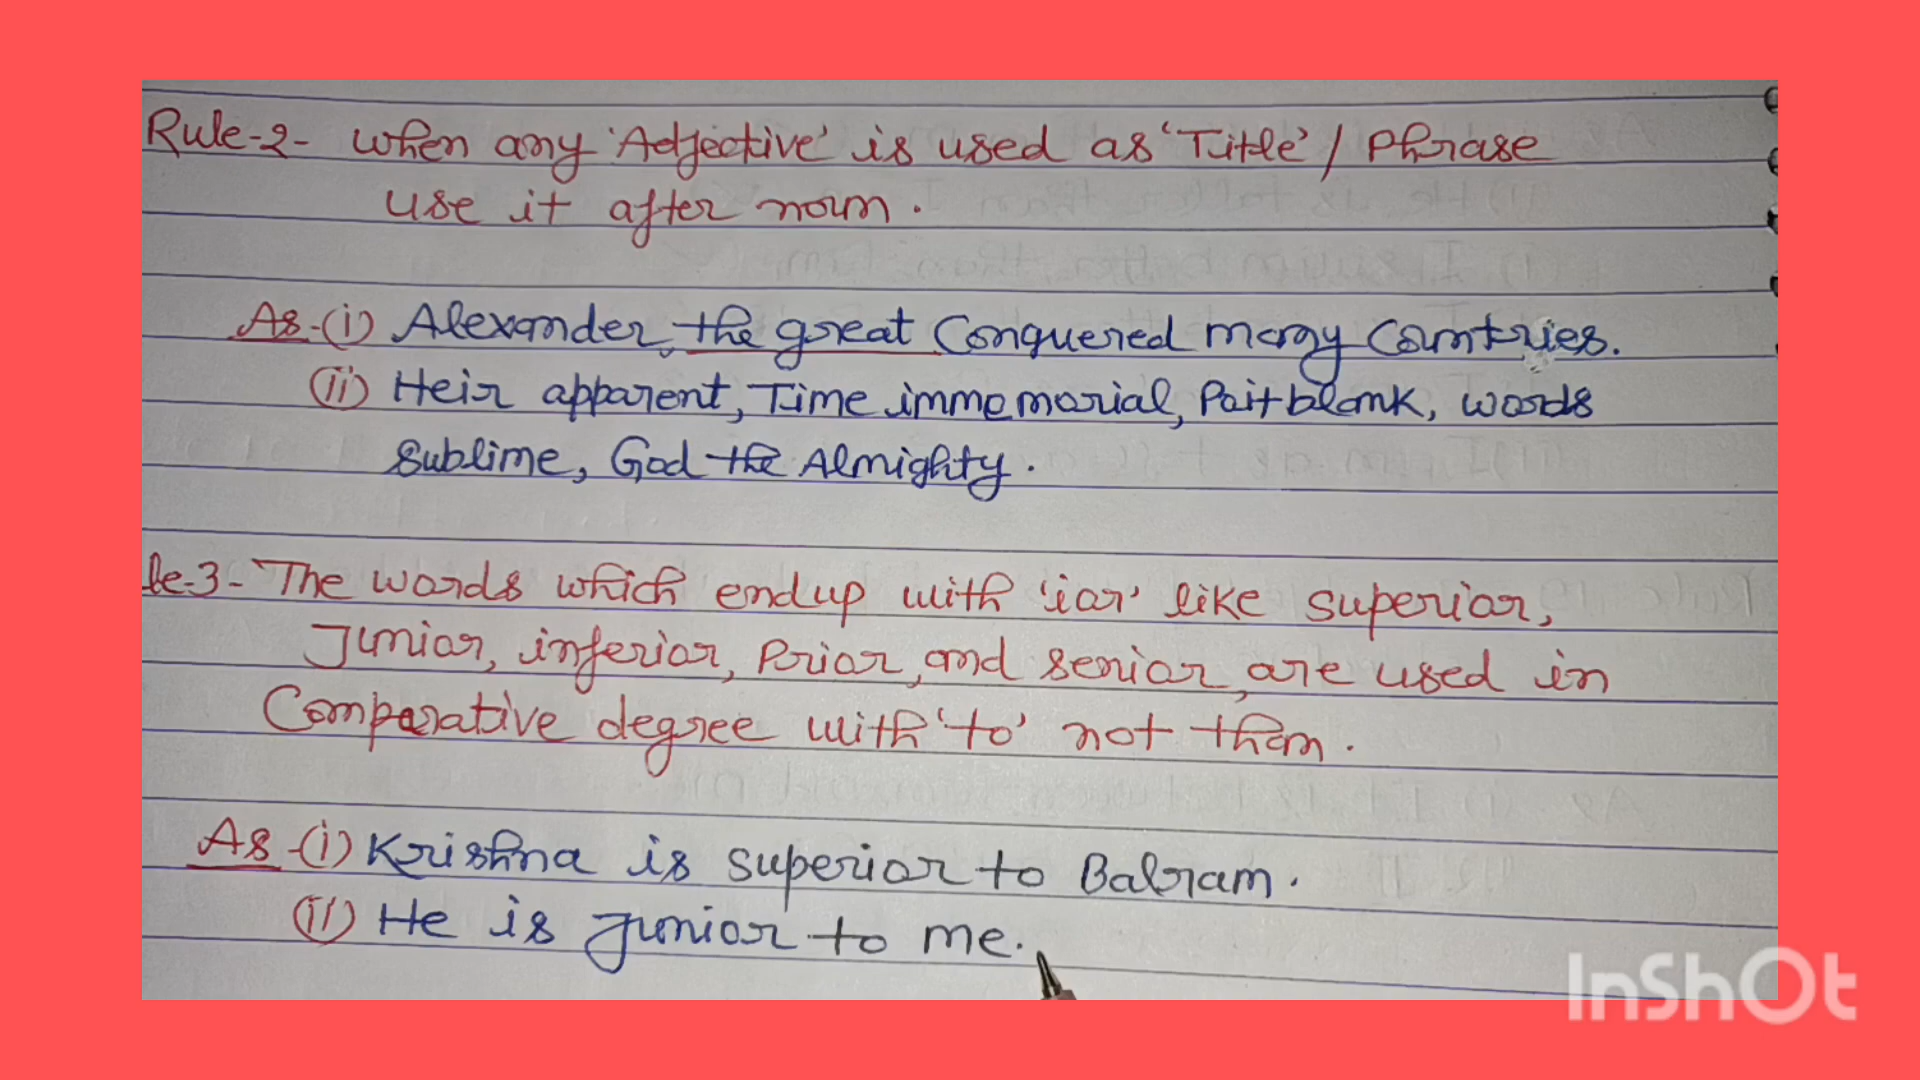 Rule-2- when any 'Adjective' is used as 'Title' / Phrase
use it after noun.
As-(i) Alexander, the great Conquered many Countries.
(ii) Heir apparent, Time immemorial, Poit blank, words
Sublime, God the Almighty.
le-3- The words which endup with 'ior' like superior,
Junior, inferior, Prior, and senior, are used in
Comparative degree with 'to' not than.
As-(i) Krishna is superior to Balram.
(ii) He is junior to me.
InShOt